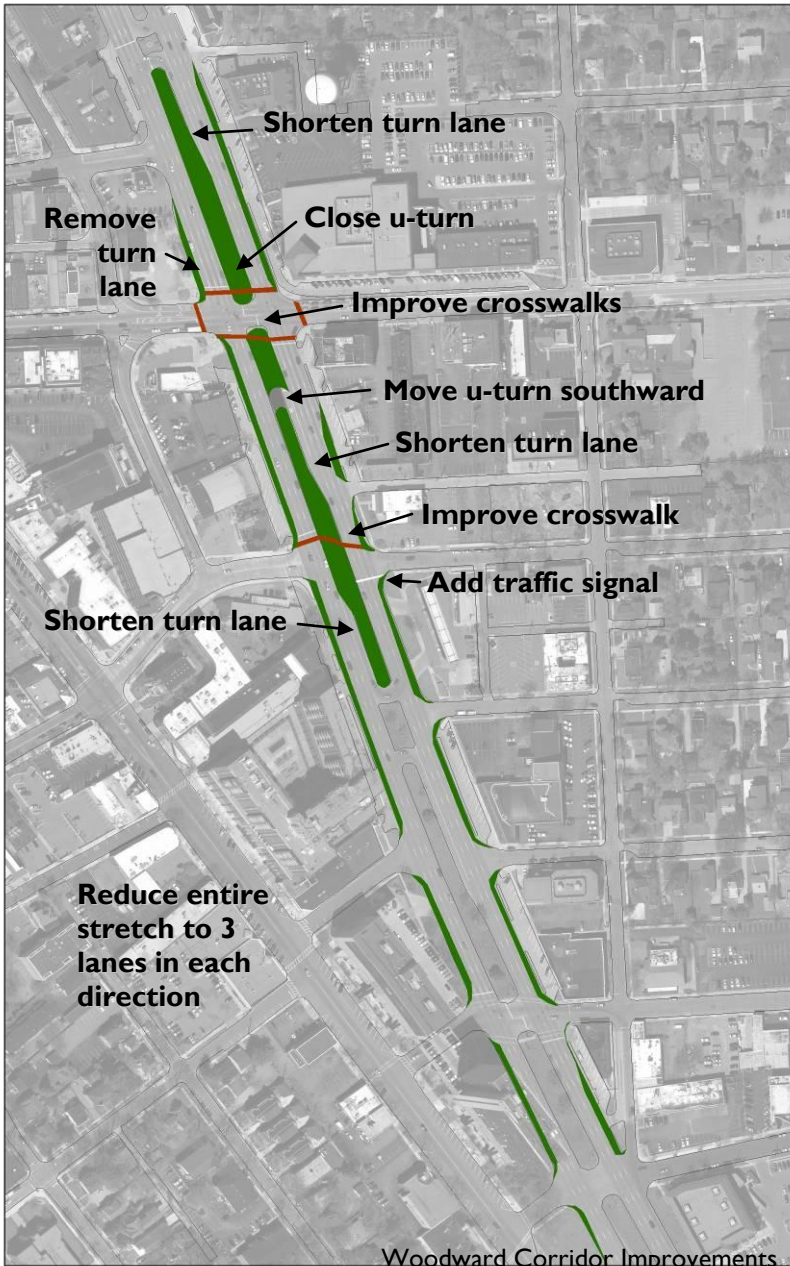 Shorten turn lane
Remove
turn
lane
Close u-turn
Improve crosswalks
Move u-turn southward
Shorten turn lane
Improve crosswalk
Add traffic signal
Shorten turn lane
Reduce entire
stretch to 3
lanes in each
direction
Woodward Corridor Improvements